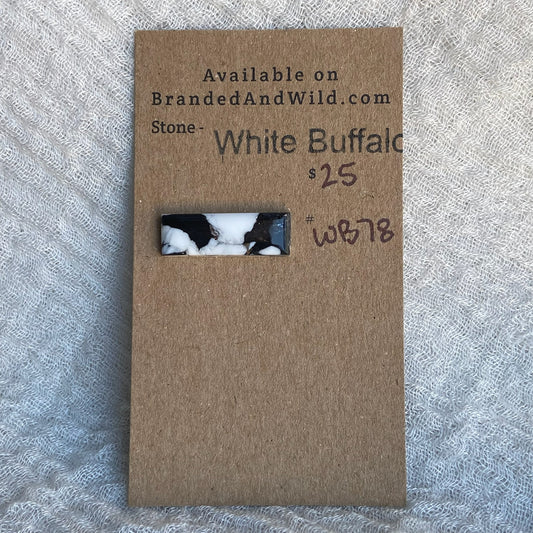 Available on
BrandedAndWild.com
Stone - White Buffalo
$25
# WB78